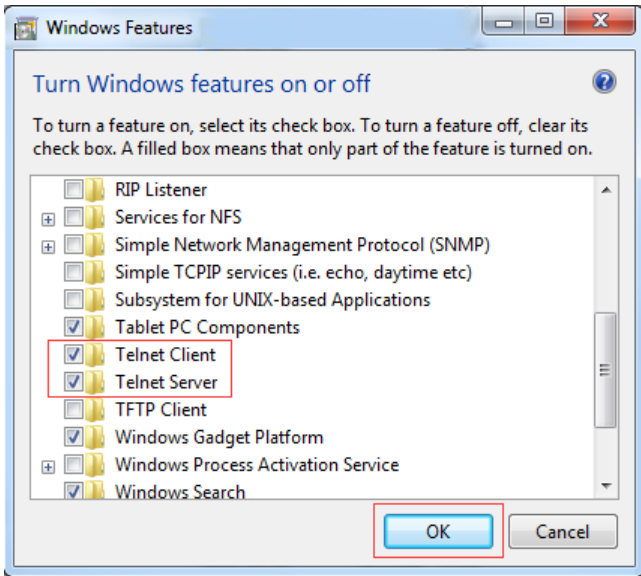 Windows Features
Turn Windows features on or off
To turn a feature on, select its check box. To turn a feature off, clear its
check box. A filled box means that only part of the feature is turned on.
RIP Listener
Services for NFS
Simple Network Management Protocol (SNMP)
Simple TCPIP services (i.e. echo, daytime etc)
Subsystem for UNIX-based Applications
Tablet PC Components
Telnet Client
Telnet Server
TFTP Client
Windows Gadget Platform
Windows Process Activation Service
Windows Search
OK Cancel